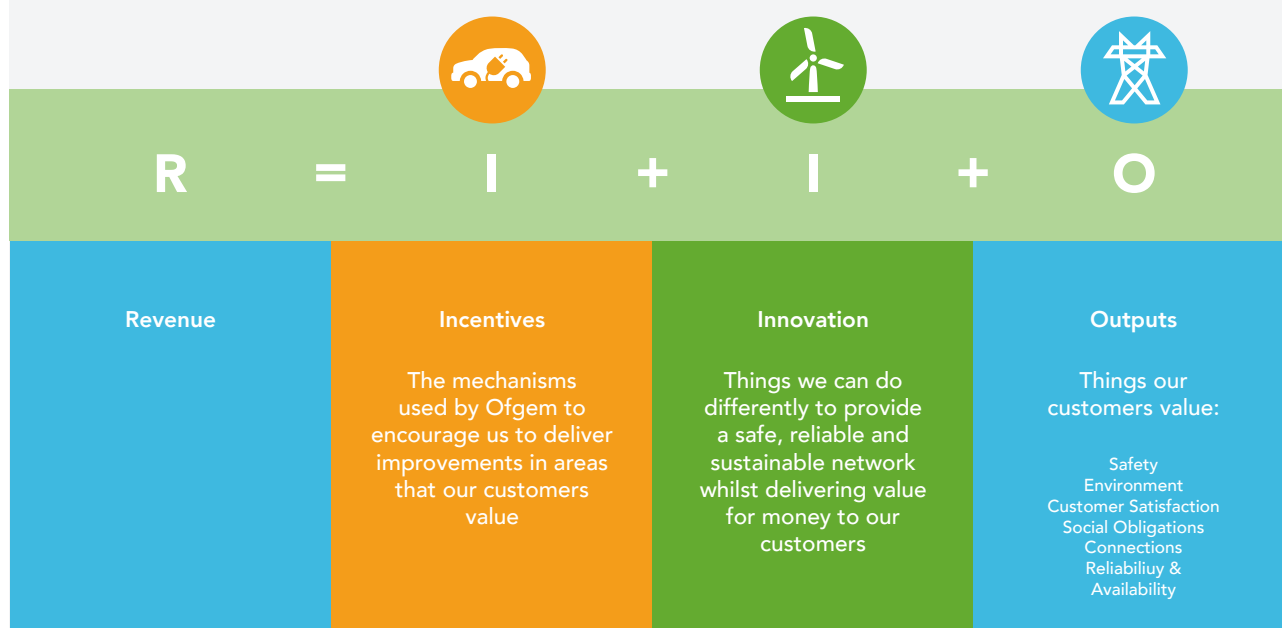 R = I + I + O
Revenue
Incentives
The mechanisms
used by Ofgem to
encourage us to deliver
improvements in areas
that our customers
value
Innovation
Things we can do
differently to provide
a safe, reliable and
sustainable network
whilst delivering value
for money to our
customers
Outputs
Things our
customers value:
Safety
Environment
Customer Satisfaction
Social Obligations
Connections
Reliabiliuy &
Availability